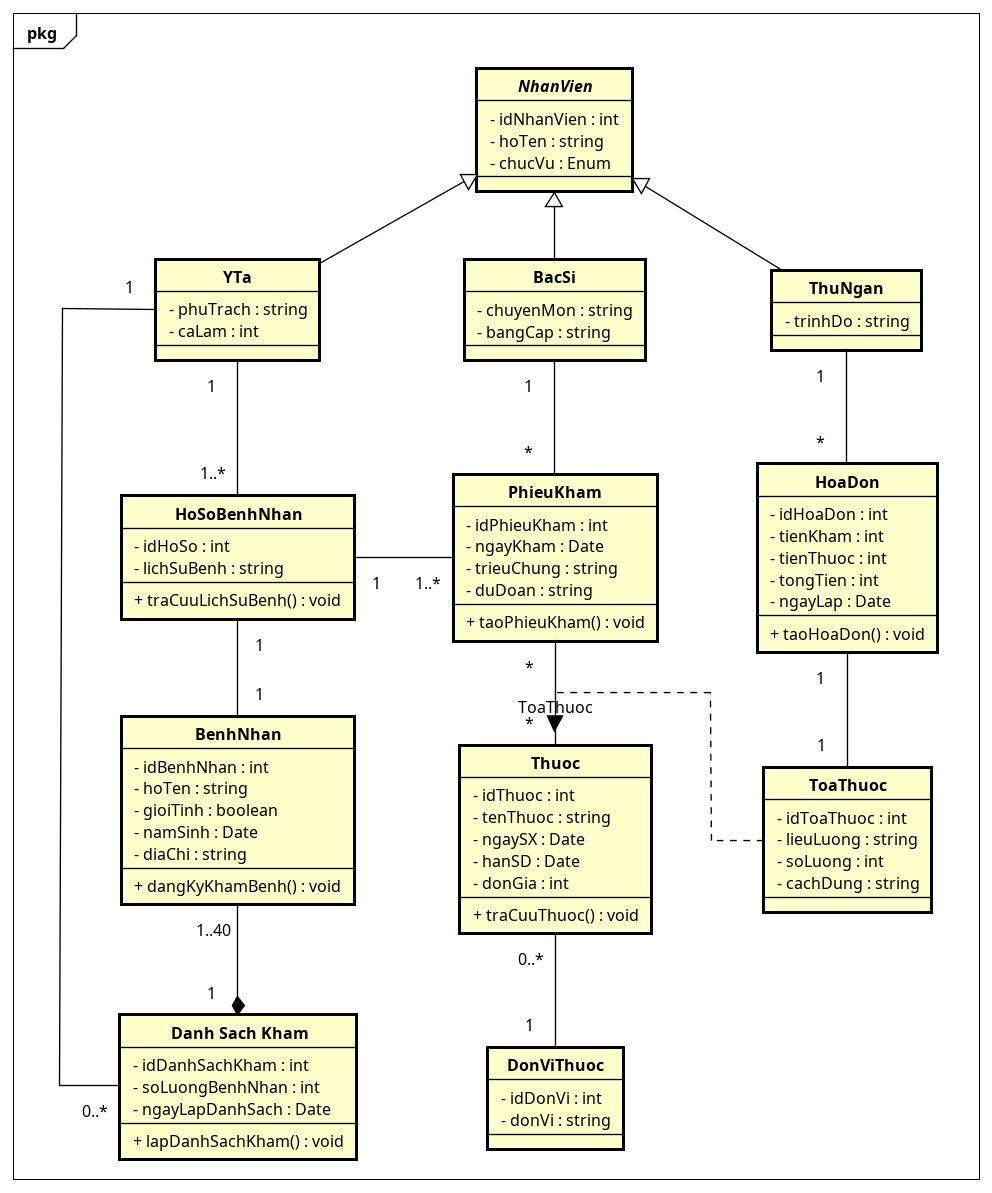 pkg
NhanVien
- idNhanVien : int
- hoTen : string
- chucVu : Enum
YTa
- phuTrach : string
- caLam : int
BacSi
- chuyenMon : string
- bangCap : string
ThuNgan
- trinhDo : string
1
1
1..*
1
*
1
*
HoSoBenhNhan
- idHoSo : int
- lichSuBenh : string
+ traCuuLichSuBenh() : void
1
1..*
PhieuKham
- idPhieuKham : int
- ngayKham : Date
- trieuChung : string
- duDoan : string
+ taoPhieuKham() : void
HoaDon
- idHoaDon : int
- tienKham : int
- tienThuoc : int
- tongTien : int
- ngayLap : Date
+ taoHoaDon() : void
1
1
*
ToaThuoc
*
1
1
BenhNhan
- idBenhNhan : int
- hoTen : string
- gioiTinh : boolean
- namSinh : Date
- diaChi : string
+ dangKyKhamBenh() : void
Thuoc
- idThuoc : int
- tenThuoc : string
- ngaySX : Date
- hanSD : Date
- donGia : int
+ traCuuThuoc() : void
ToaThuoc
- idToaThuoc : int
- lieuLuong : string
- soLuong : int
- cachDung : string
1..40
1
0..*
1
Danh Sach Kham
- idDanhSachKham : int
- soLuongBenhNhan : int
- ngayLapDanhSach : Date
+ lapDanhSachKham() : void
0..*
DonViThuoc
- idDonVi : int
- donVi : string